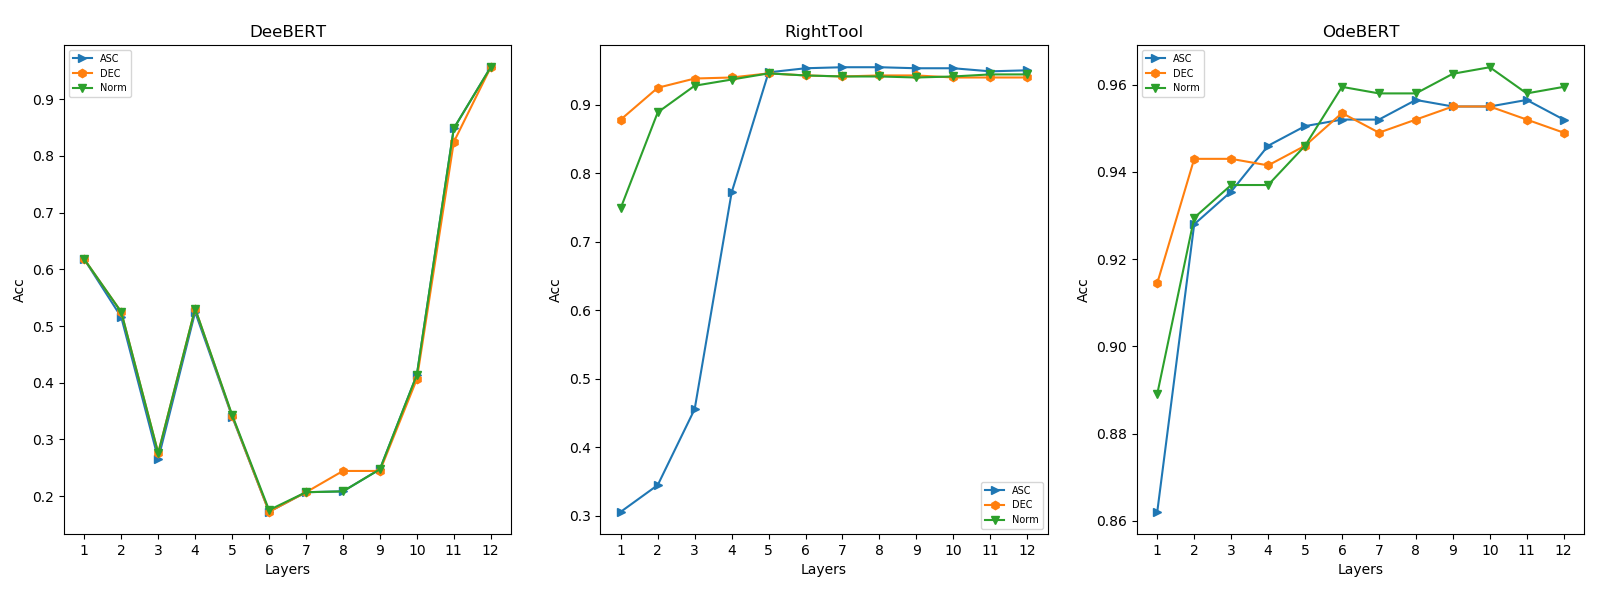 DeeBERT
ASC
DEC
Norm
0.9
0.8
0.7
0.6
0.5
0.4
0.3
0.2
Acc
1 2 3 4 5 6 7 8 9 10 11 12
Layers
RightTool
0.9
0.8
0.7
0.6
0.5
0.4
0.3
Acc
ASC
DEC
Norm
1 2 3 4 5 6 7 8 9 10 11 12
Layers
OdeBERT
ASC
DEC
Norm
0.96
0.94
0.92
0.90
0.88
0.86
Acc
1 2 3 4 5 6 7 8 9 10 11 12
Layers